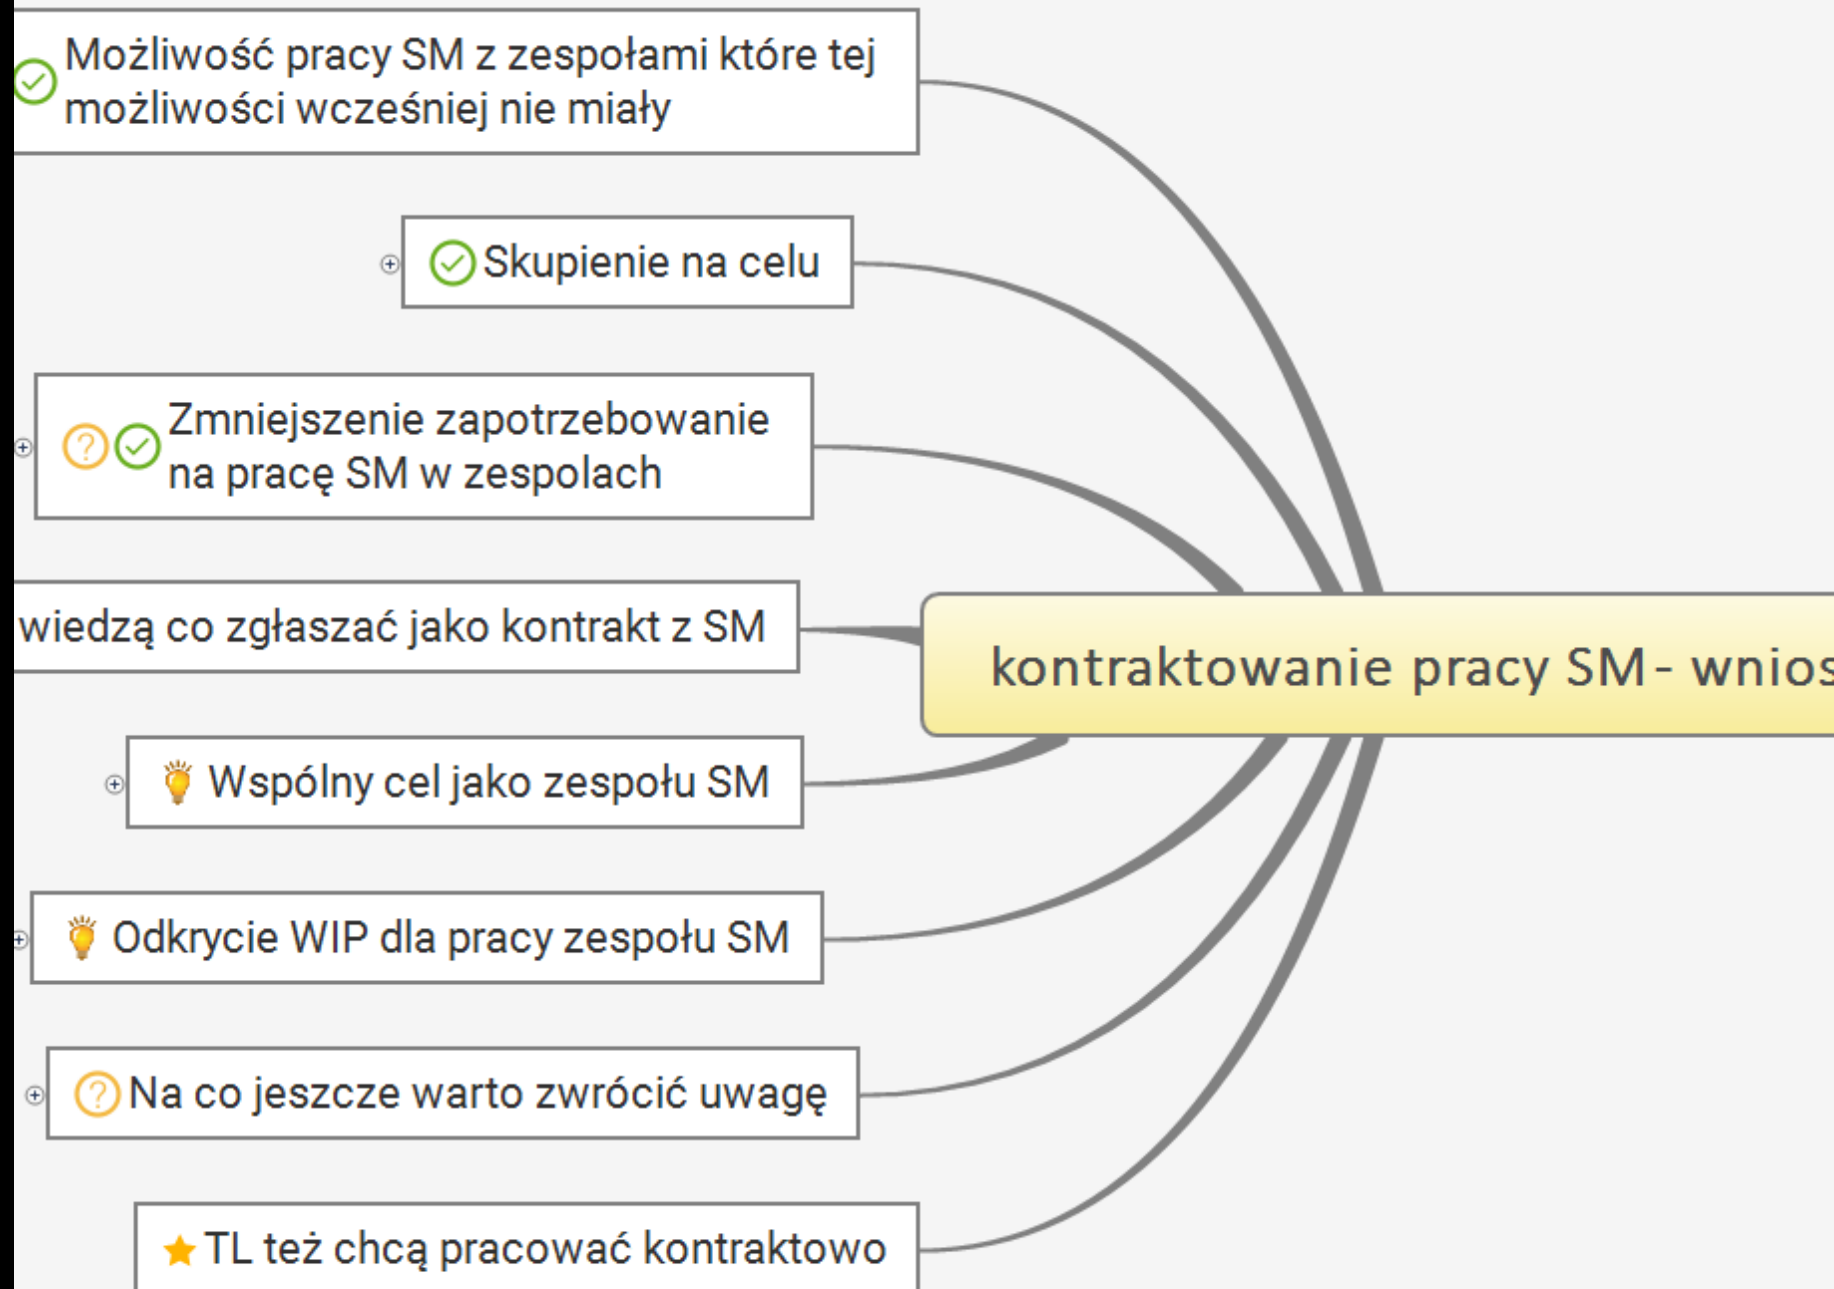 Możliwość pracy SM z zespołami które tej
możliwości wcześniej nie miały
Skupienie na celu
Zmniejszenie zapotrzebowanie
na pracę SM w zespolach
wiedzą co zgłaszać jako kontrakt z SM
kontraktowanie pracy SM- wnios
Wspólny cel jako zespołu SM
Odkrycie WIP dla pracy zespołu SM
Na co jeszcze warto zwrócić uwagę
TL też chcą pracować kontraktowo